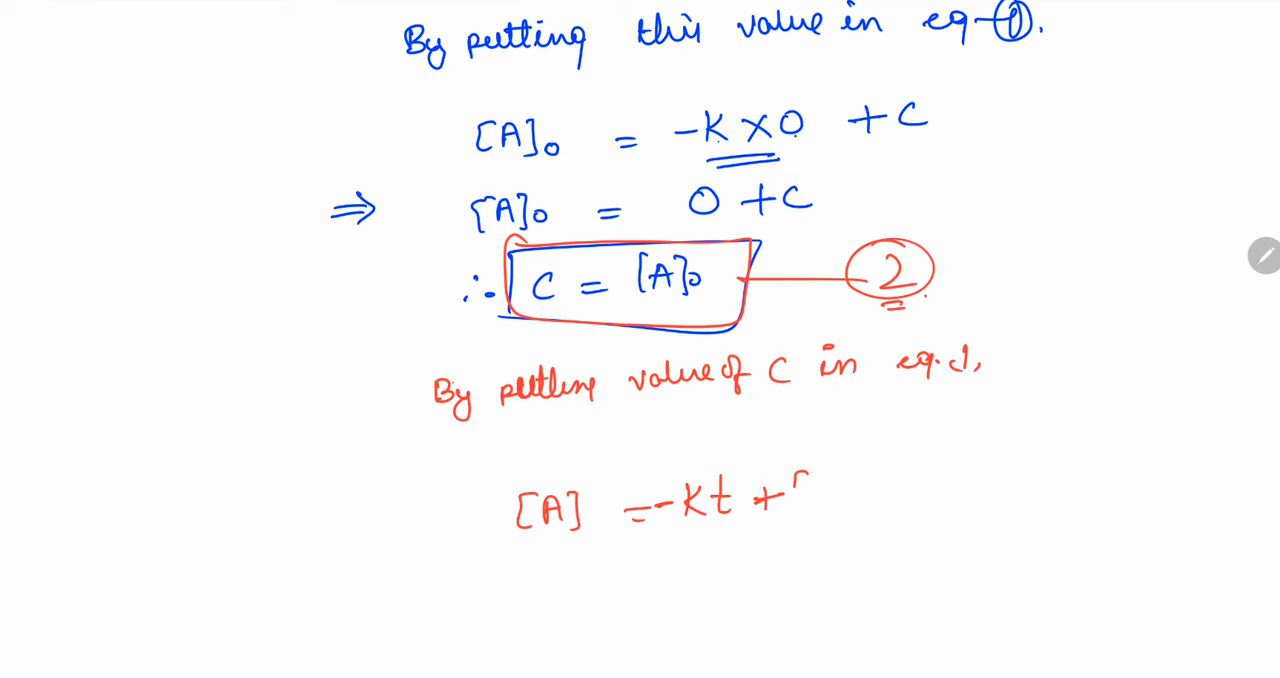 By putting this value in eq-①.
[A]₀ = -K × 0 + C
⇒ [A]₀ = 0 + C
∴ C = [A]₀ — 2
By putting value of C in eq. 1,
[A] = -Kt +